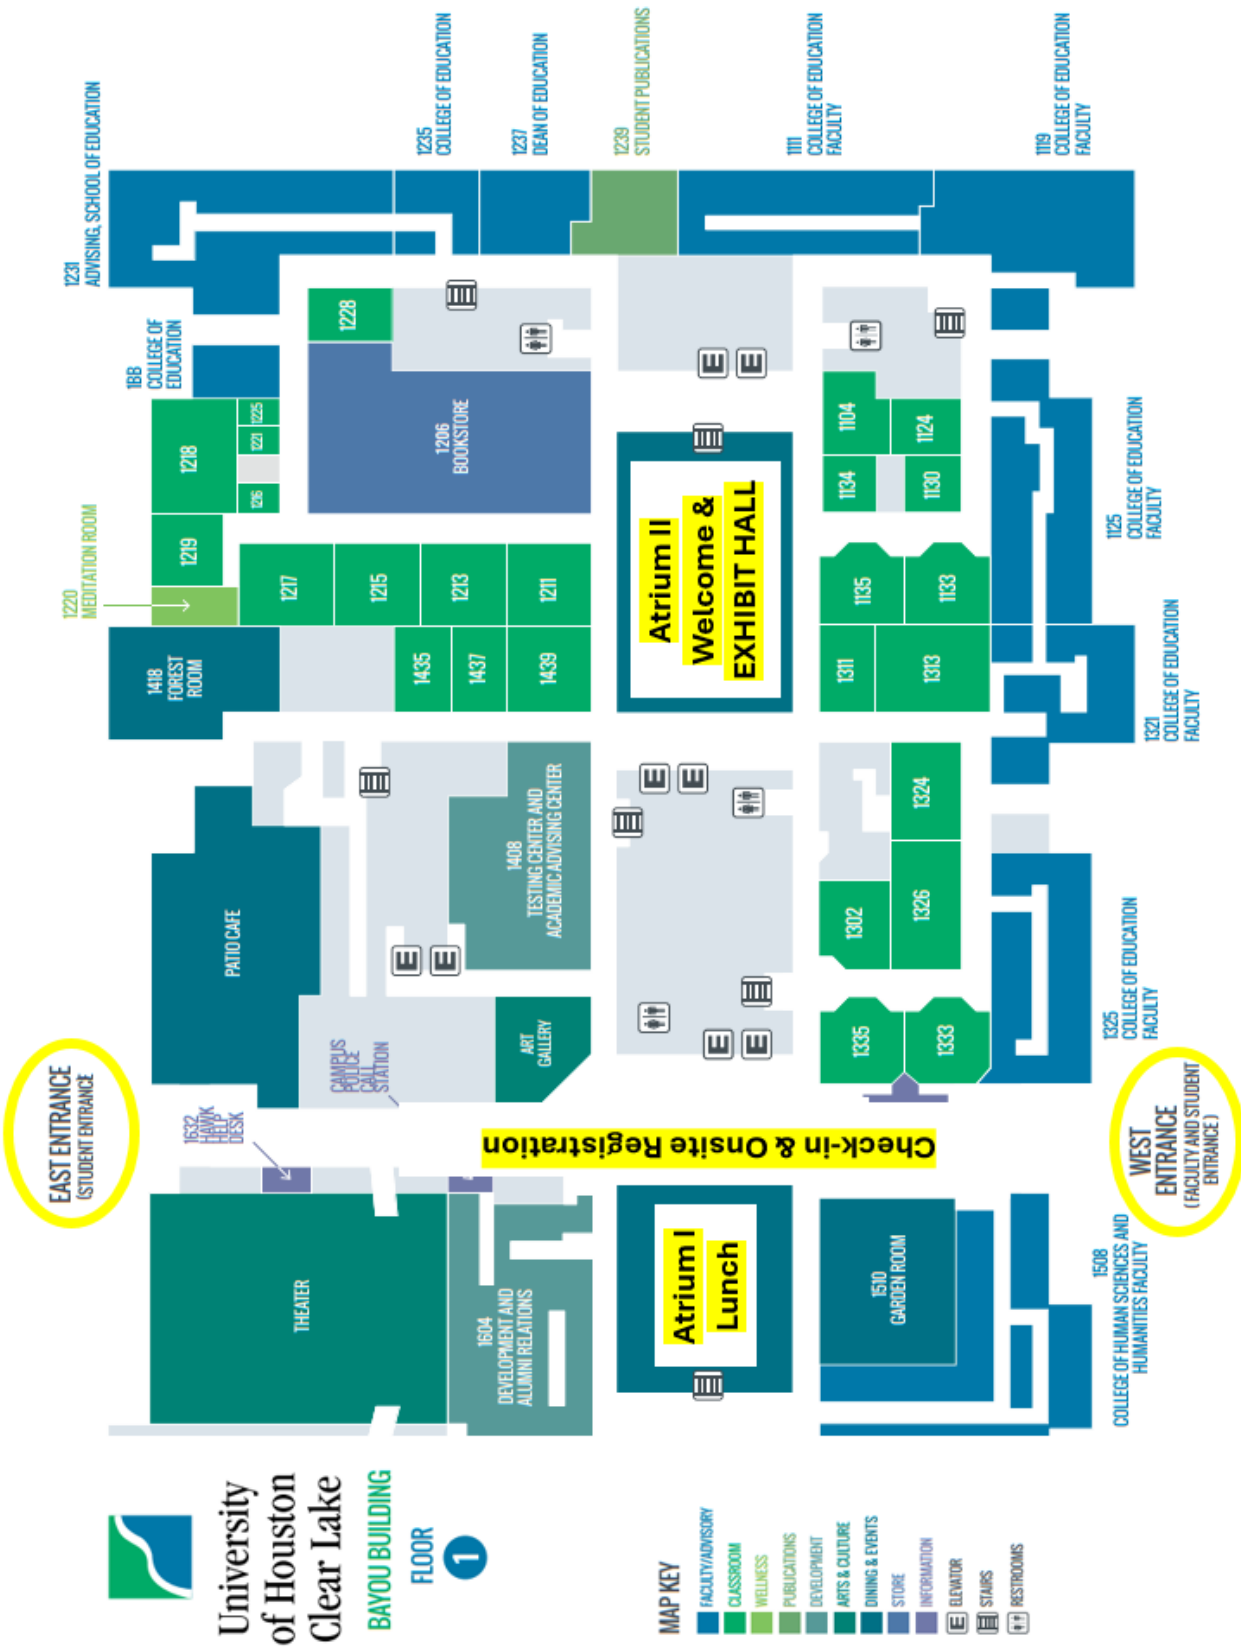 University
of Houston
Clear Lake
BAYOU BUILDING
FLOOR
1
MAP KEY
FACULTY/ADVISORY
CLASSROOM
WELLNESS
PUBLICATIONS
DEVELOPMENT
ARTS & CULTURE
DINING & EVENTS
STORE
INFORMATION
E ELEVATOR
STAIRS
RESTROOMS
EAST ENTRANCE
(STUDENT ENTRANCE
1632
HAWK
HELP
DESK
CAMPUS
POLICE
CALL
STATION
THEATER
1604
DEVELOPMENT AND
ALUMNI RELATIONS
Atrium I
Lunch
1510
GARDEN ROOM
1508
COLLEGE OF HUMAN SCIENCES AND
HUMANITIES FACULTY
Check-in & Onsite Registration
WEST
ENTRANCE
(FACULTY AND STUDENT
ENTRANCE)
PATIO CAFE
ART
GALLERY
1408
TESTING CENTER AND
ACADEMIC ADVISING CENTER
E
E
E
E
E
E
1335
1333
1302
1326
1324
1325
COLLEGE OF EDUCATION
FACULTY
1418
FOREST
ROOM
1220
MEDITATION ROOM
1219
1217
1215
1213
1211
1435
1437
1439
Atrium II
Welcome &
EXHIBIT HALL
1135
1133
1311
1313
1321
COLLEGE OF EDUCATION
FACULTY
1218
1216
1221
1225
1206
BOOKSTORE
1228
E
E
1104
1124
1134
1130
1125
COLLEGE OF EDUCATION
FACULTY
1BB
COLLEGE OF
EDUCATION
1231
ADVISING, SCHOOL OF EDUCATION
1235
COLLEGE OF EDUCATION
1237
DEAN OF EDUCATION
1239
STUDENT PUBLICATIONS
1111
COLLEGE OF EDUCATION
FACULTY
1119
COLLEGE OF EDUCATION
FACULTY